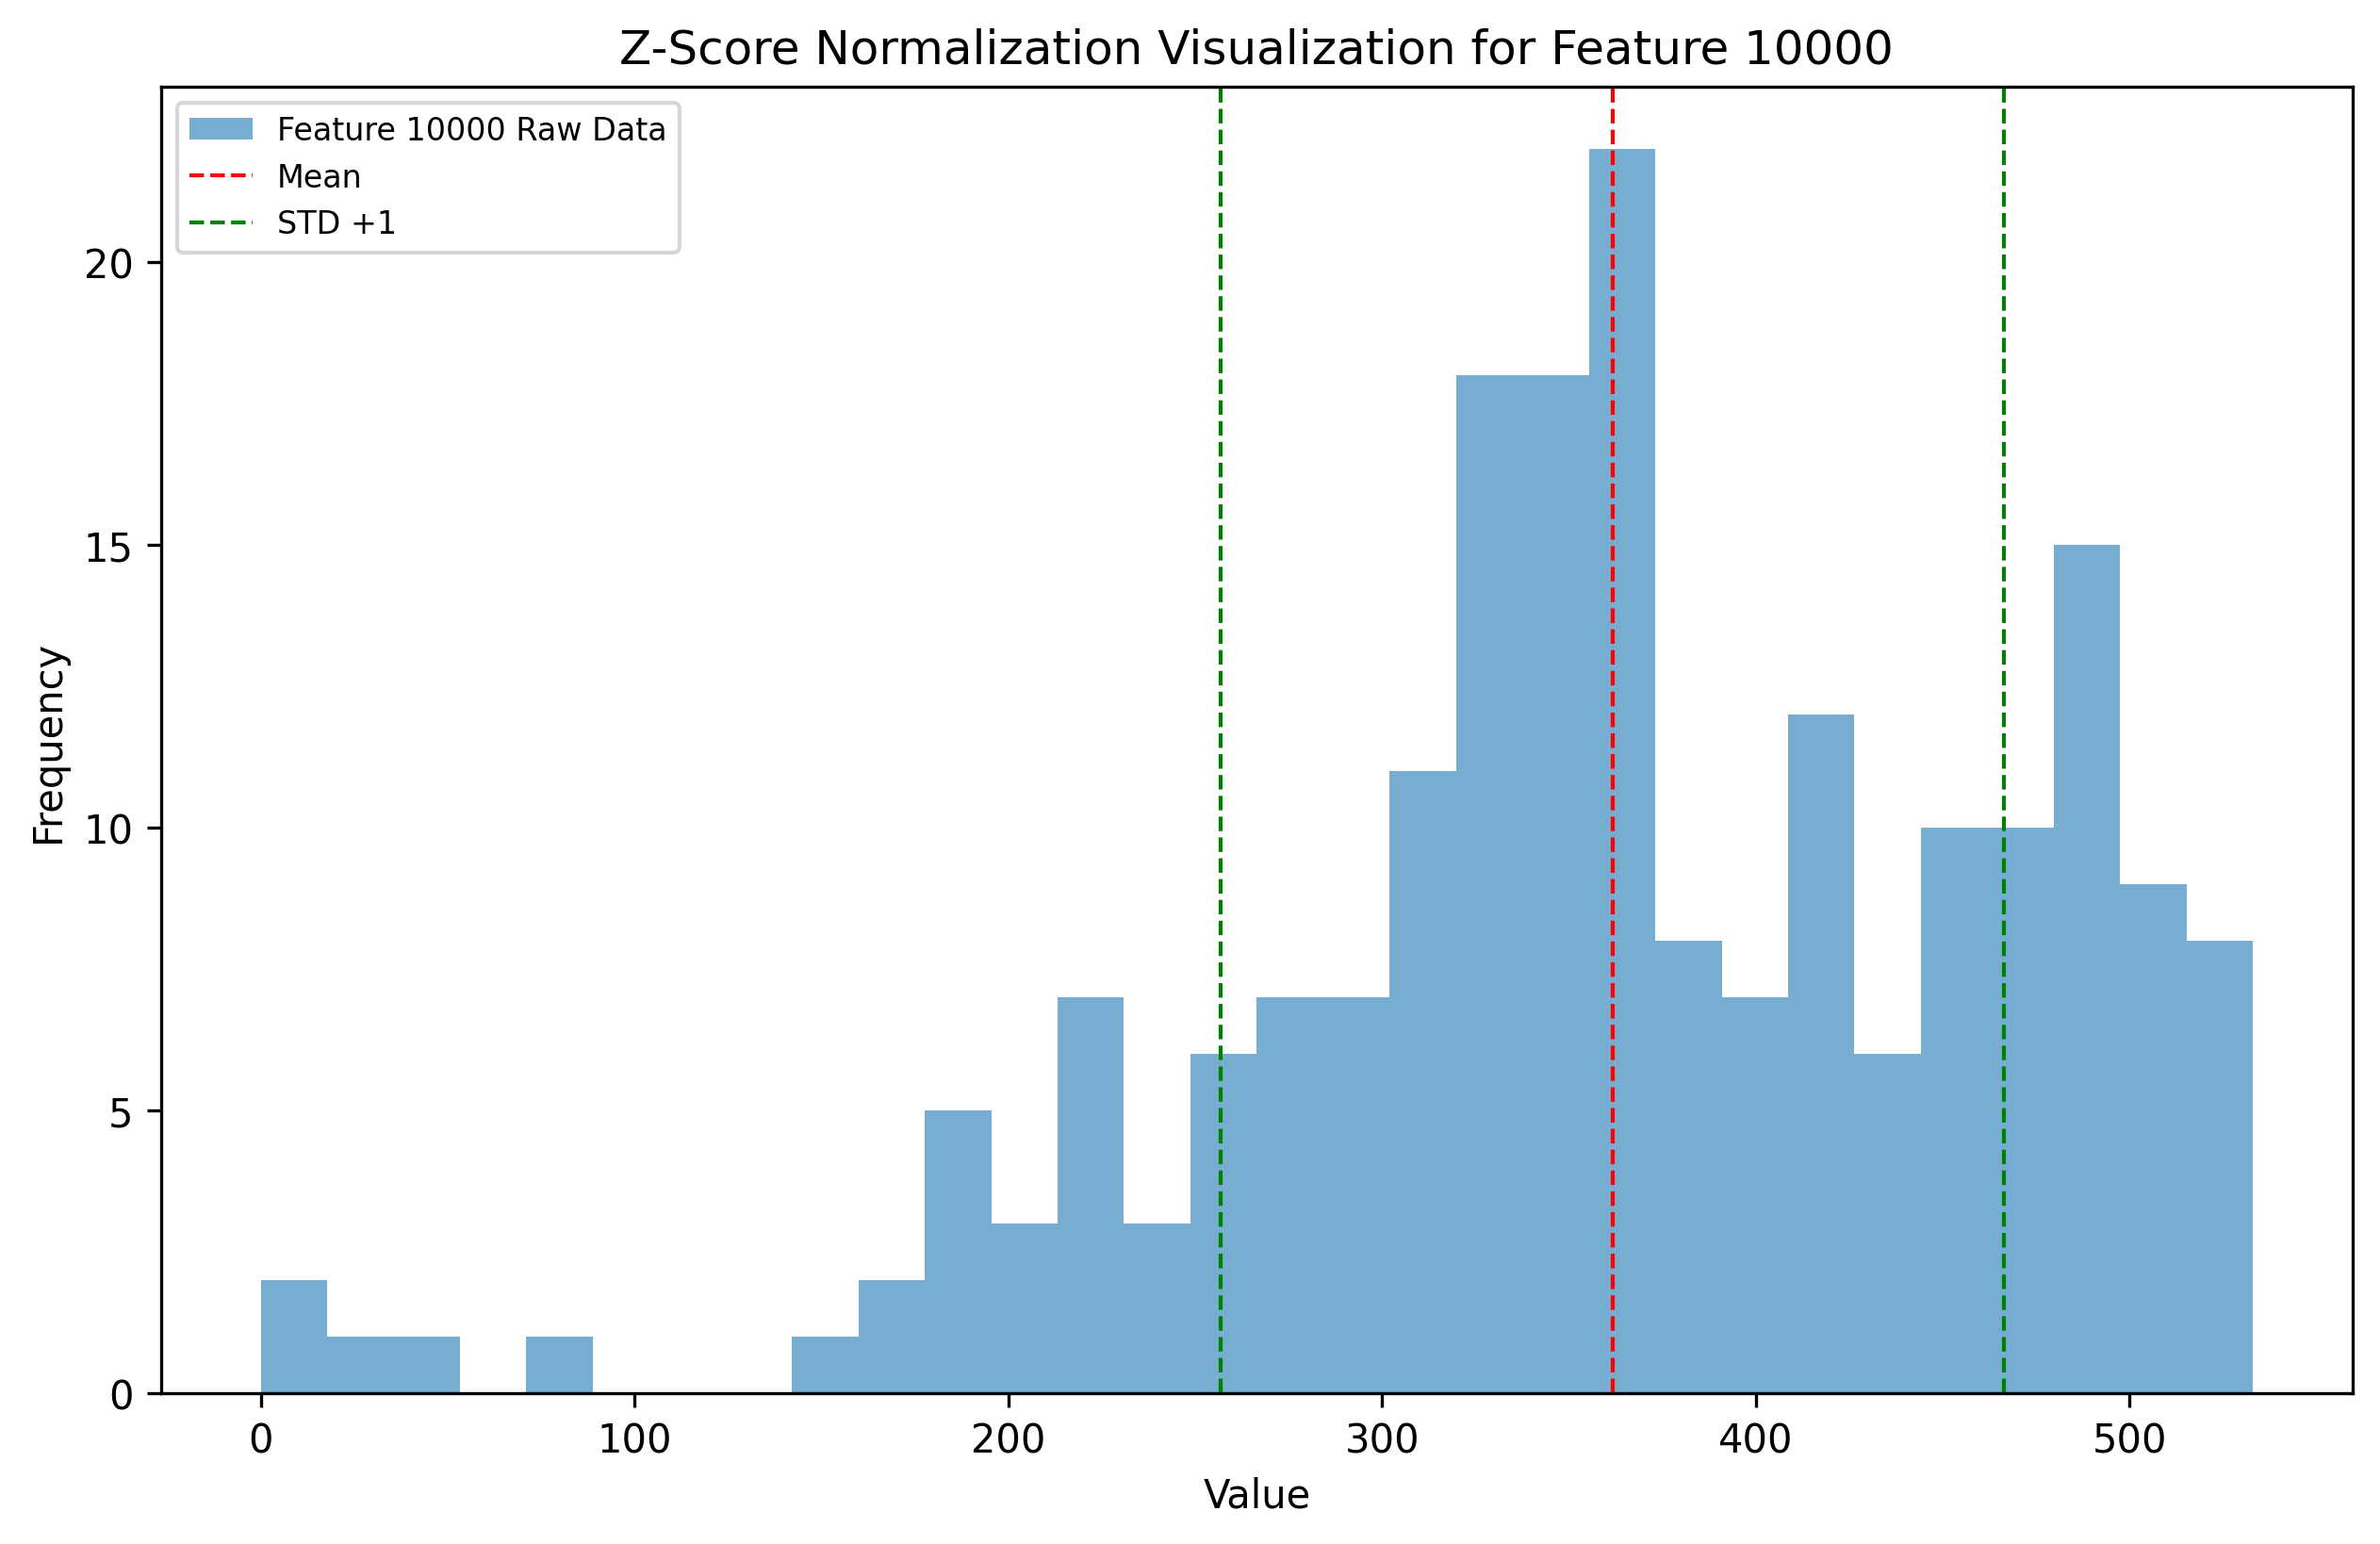 Z-Score Normalization Visualization for Feature 10000
Feature 10000 Raw Data
Mean
STD +1
20
15
10
5
0
Frequency
0 100 200 300 400 500
Value